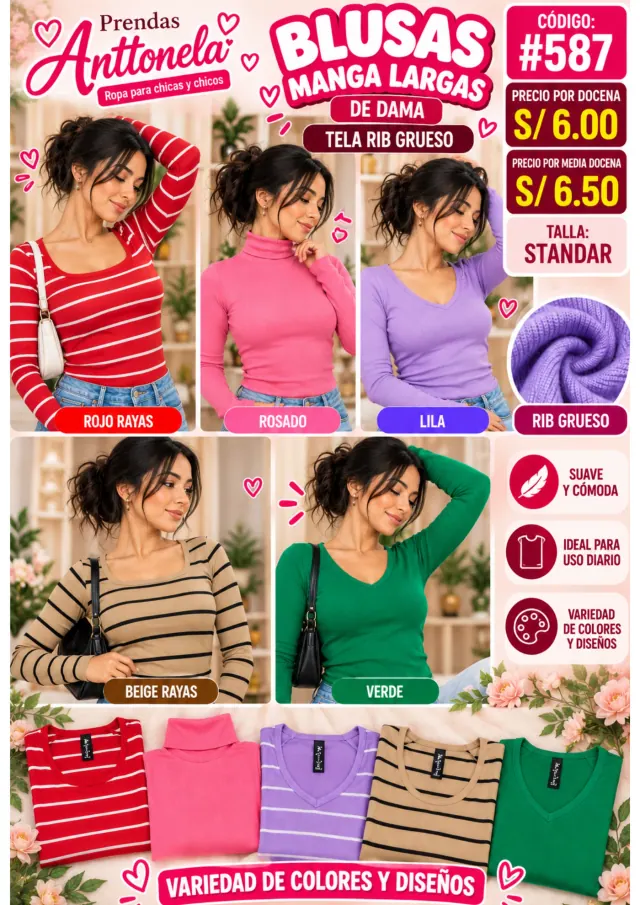 Prendas
Anttonela
Ropa para chicas y chicos
BLUSAS
MANGA LARGAS
DE DAMA
TELA RIB GRUESO
CÓDIGO:
#587
PRECIO POR DOCENA
S/ 6.00
PRECIO POR MEDIA DOCENA
S/ 6.50
TALLA:
STANDAR
ROJO RAYAS
ROSADO
LILA
RIB GRUESO
SUAVE
Y CÓMODA
IDEAL PARA
USO DIARIO
VARIEDAD
DE COLORES
Y DISEÑOS
BEIGE RAYAS
VERDE
VARIEDAD DE COLORES Y DISEÑOS